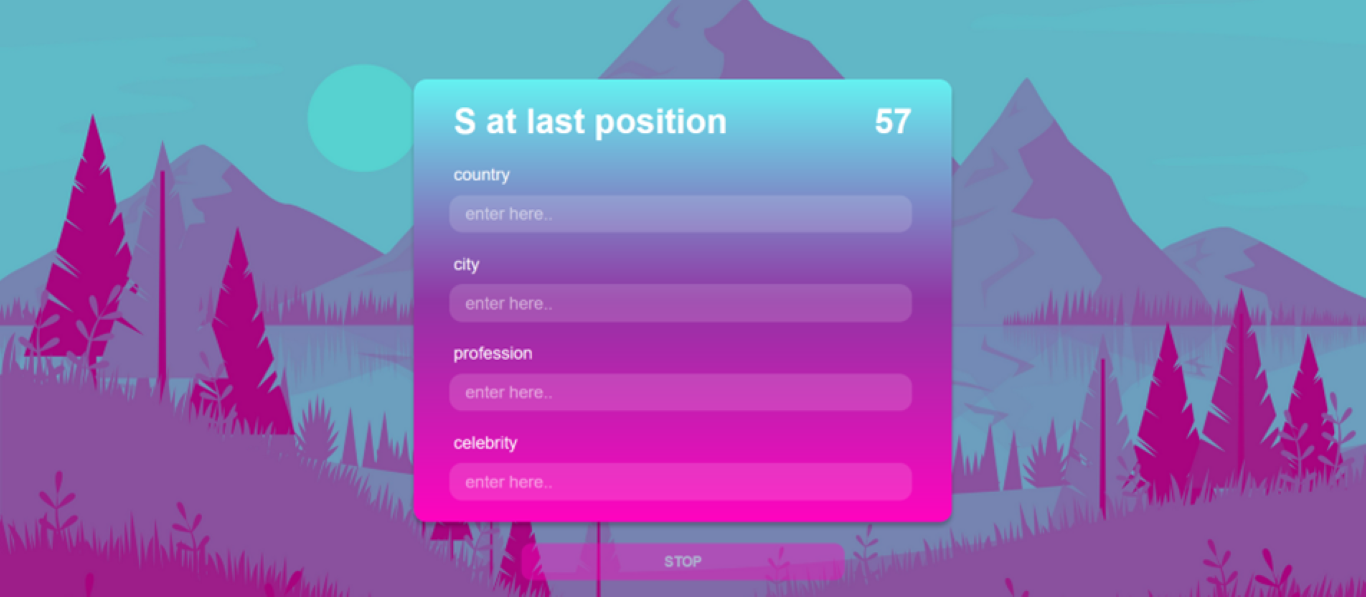 S at last position 57
country
enter here..
city
enter here..
profession
enter here..
celebrity
enter here..
STOP